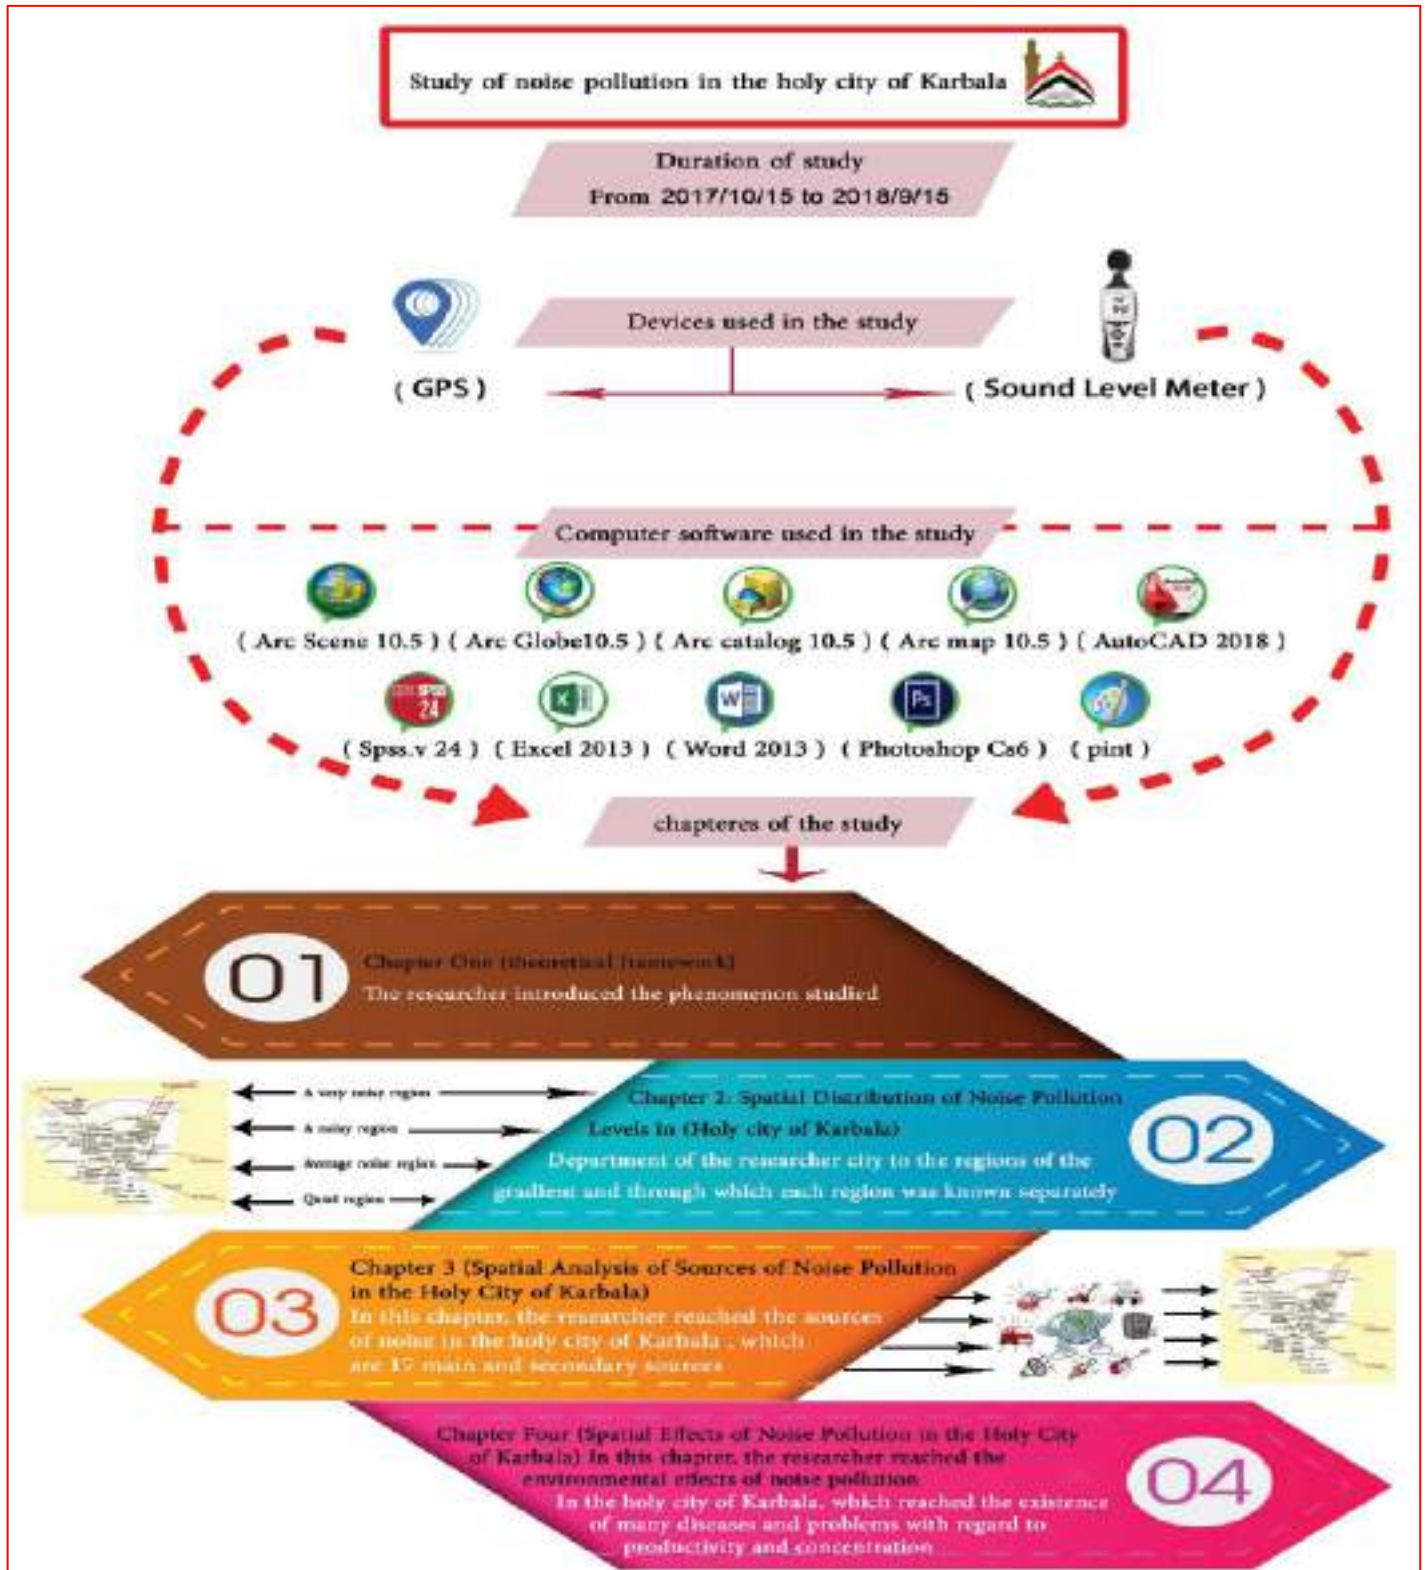 Study of noise pollution in the holy city of Karbala
Duration of study
From 2017/10/15 to 2018/9/15
Devices used in the study
( GPS )
( Sound Level Meter )
Computer software used in the study
( Arc Scene 10.5 ) ( Arc Globe10.5 ) ( Arc catalog 10.5 ) ( Arc map 10.5 ) ( AutoCAD 2018 )
SPSS
24
( Spss.v 24 ) ( Excel 2013 ) ( Word 2013 ) ( Photoshop Cs6 ) ( pint )
chapteres of the study
01
Chapter One (theoretical framework)
The researcher introduced the phenomenon studied
A very noisy region
A noisy region
Average noise region
Quiet region
Chapter 2: Spatial Distribution of Noise Pollution
Levels in (Holy city of Karbala)
Department of the researcher city to the regions of the
gradient and through which each region was known separately
02
03
Chapter 3 (Spatial Analysis of Sources of Noise Pollution
in the Holy City of Karbala)
In this chapter, the researcher reached the sources
of noise in the holy city of Karbala , which
are main and secondary sources
Chapter Four (Spatial Effects of Noise Pollution in the Holy City
of Karbala) In this chapter, the researcher reached the
environmental effects of noise pollution
In the holy city of Karbala, which reached the existence
of many diseases and problems with regard to
productivity and concentration
04